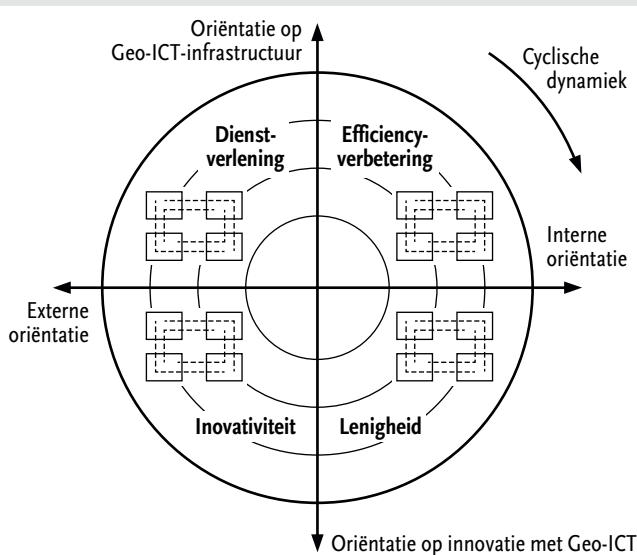 Oriëntatie op
Geo-ICT-infrastructuur
Cyclische
dynamiek
Dienst-
verlening
Efficiency-
verbetering
Interne
oriëntatie
Externe
oriëntatie
Inovativiteit
Lenigheid
Oriëntatie op innovatie met Geo-ICT